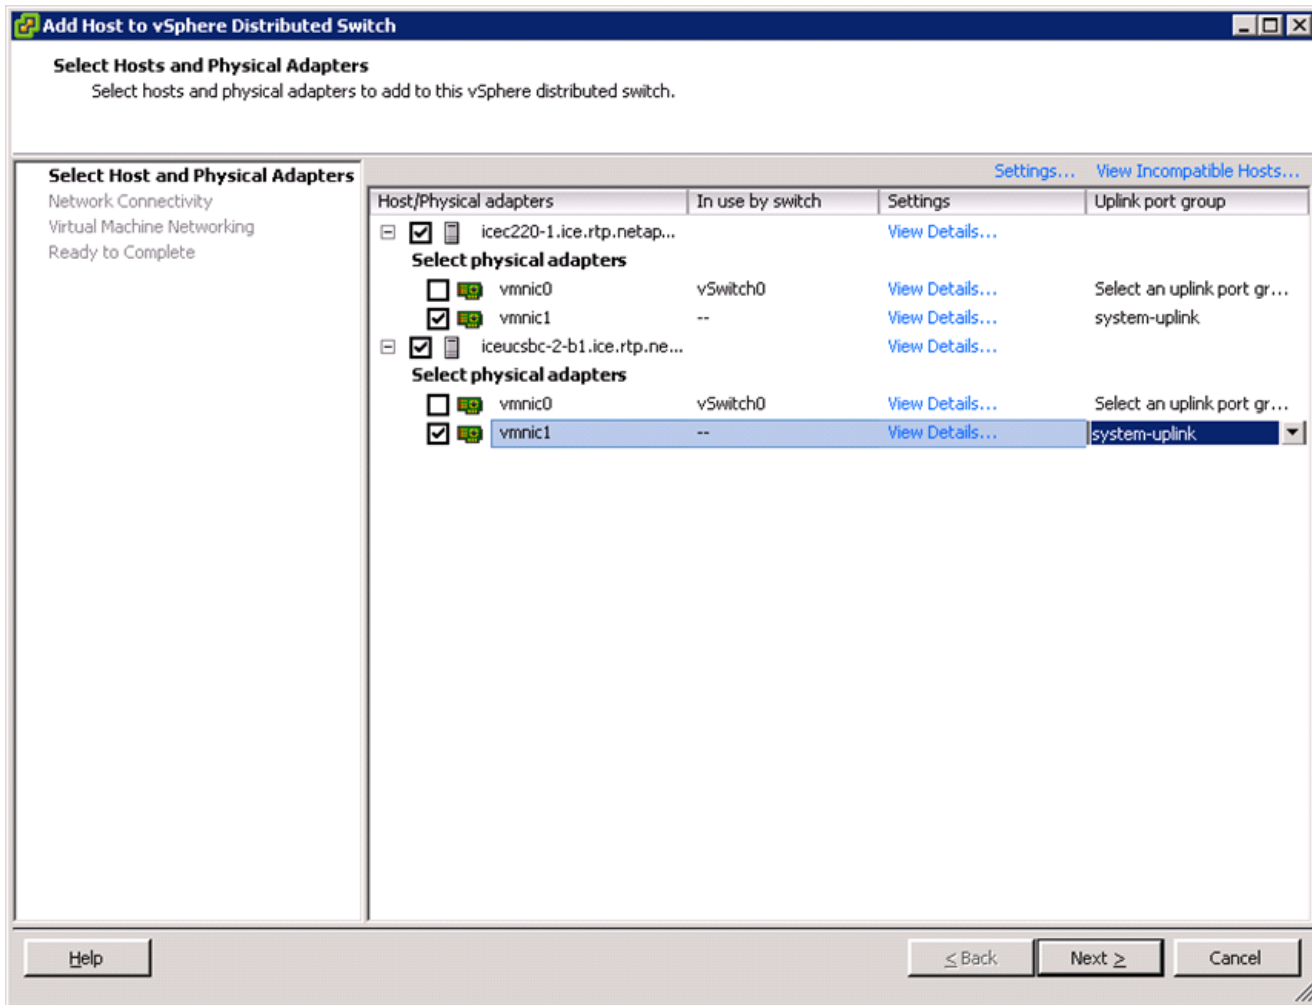 Add Host to vSphere Distributed Switch
Select Hosts and Physical Adapters
Select hosts and physical adapters to add to this vSphere distributed switch.
Select Host and Physical Adapters
Network Connectivity
Virtual Machine Networking
Ready to Complete
Settings... View Incompatible Hosts...
Host/Physical adapters In use by switch Settings Uplink port group
icec220-1.ice.rtp.netap... View Details...
Select physical adapters
vmnic0 vSwitch0 View Details... Select an uplink port gr...
vmnic1 -- View Details... system-uplink
iceucsbc-2-b1.ice.rtp.ne... View Details...
Select physical adapters
vmnic0 vSwitch0 View Details... Select an uplink port gr...
vmnic1 -- View Details... system-uplink
Help ≤ Back Next ≥ Cancel